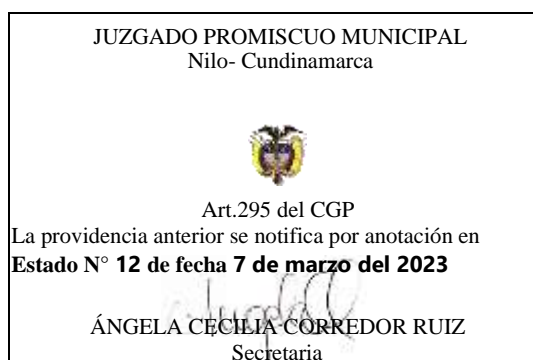 JUZGADO PROMISCUO MUNICIPAL
Nilo- Cundinamarca
Art.295 del CGP
La providencia anterior se notifica por anotación en
Estado N° 12 de fecha 7 de marzo del 2023
ÁNGELA CECILIA CORREDOR RUIZ
Secretaria